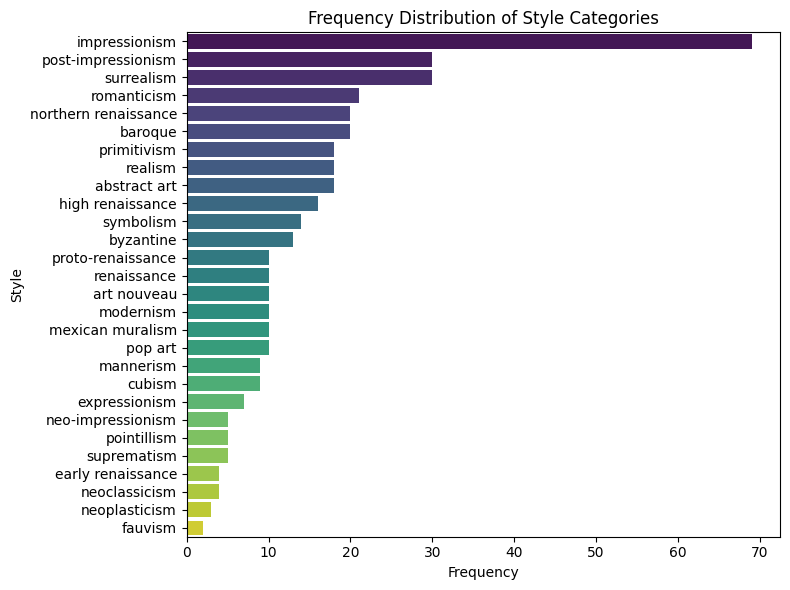 Frequency Distribution of Style Categories
impressionism
post-impressionism
surrealism
romanticism
northern renaissance
baroque
primitivism
realism
abstract art
high renaissance
symbolism
byzantine
proto-renaissance
renaissance
art nouveau
modernism
mexican muralism
pop art
mannerism
cubism
expressionism
neo-impressionism
pointillism
suprematism
early renaissance
neoclassicism
neoplasticism
fauvism
Style
0 10 20 30 40 50 60 70
Frequency